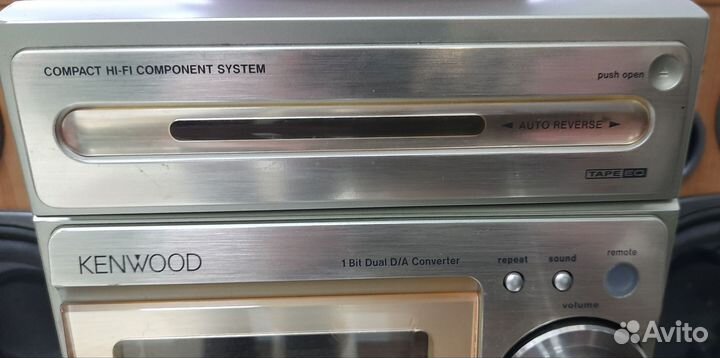 COMPACT HI-FI COMPONENT SYSTEM
push open
◄ AUTO REVERSE ►
TAPE EQ
KENWOOD
1 Bit Dual D/A Converter
repeat
sound
remote
volume
Avito